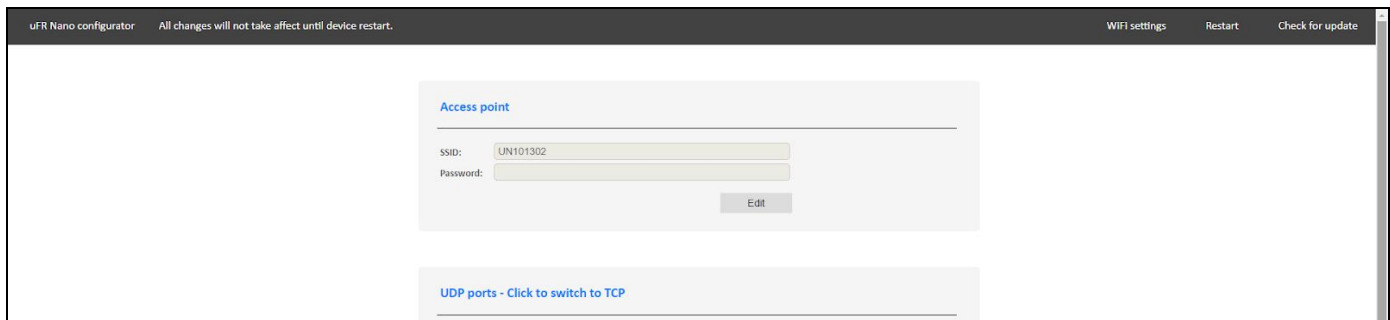 uFR Nano configurator All changes will not take affect until device restart. WiFI settings Restart Check for update
Access point
SSID: UN101302
Password:
Edit
UDP ports - Click to switch to TCP